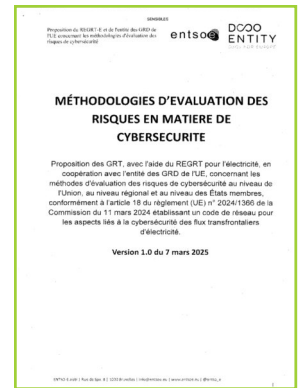 SENSIBLES
Proposition du REGRT-E et de l'entité des GRD de
l'UE concernant les méthodologies d'évaluation des
risques de cybersécurité
entsoe
DSO
ENTITY
MÉTHODOLOGIES D'EVALUATION DES
RISQUES EN MATIERE DE
CYBERSECURITE
Proposition des GRT, avec l'aide du REGRT pour l'électricité, en
coopération avec l'entité des GRD de l'UE, concernant les
méthodes d'évaluation des risques de cybersécurité au niveau de
l'Union, au niveau régional et au niveau des États membres,
conformément à l'article 18 du règlement (UE) n° 2024/1366 de la
Commission du 11 mars 2024 établissant un code de réseau pour
les aspects liés à la cybersécurité des flux transfrontaliers
d'électricité.
Version 1.0 du 7 mars 2025